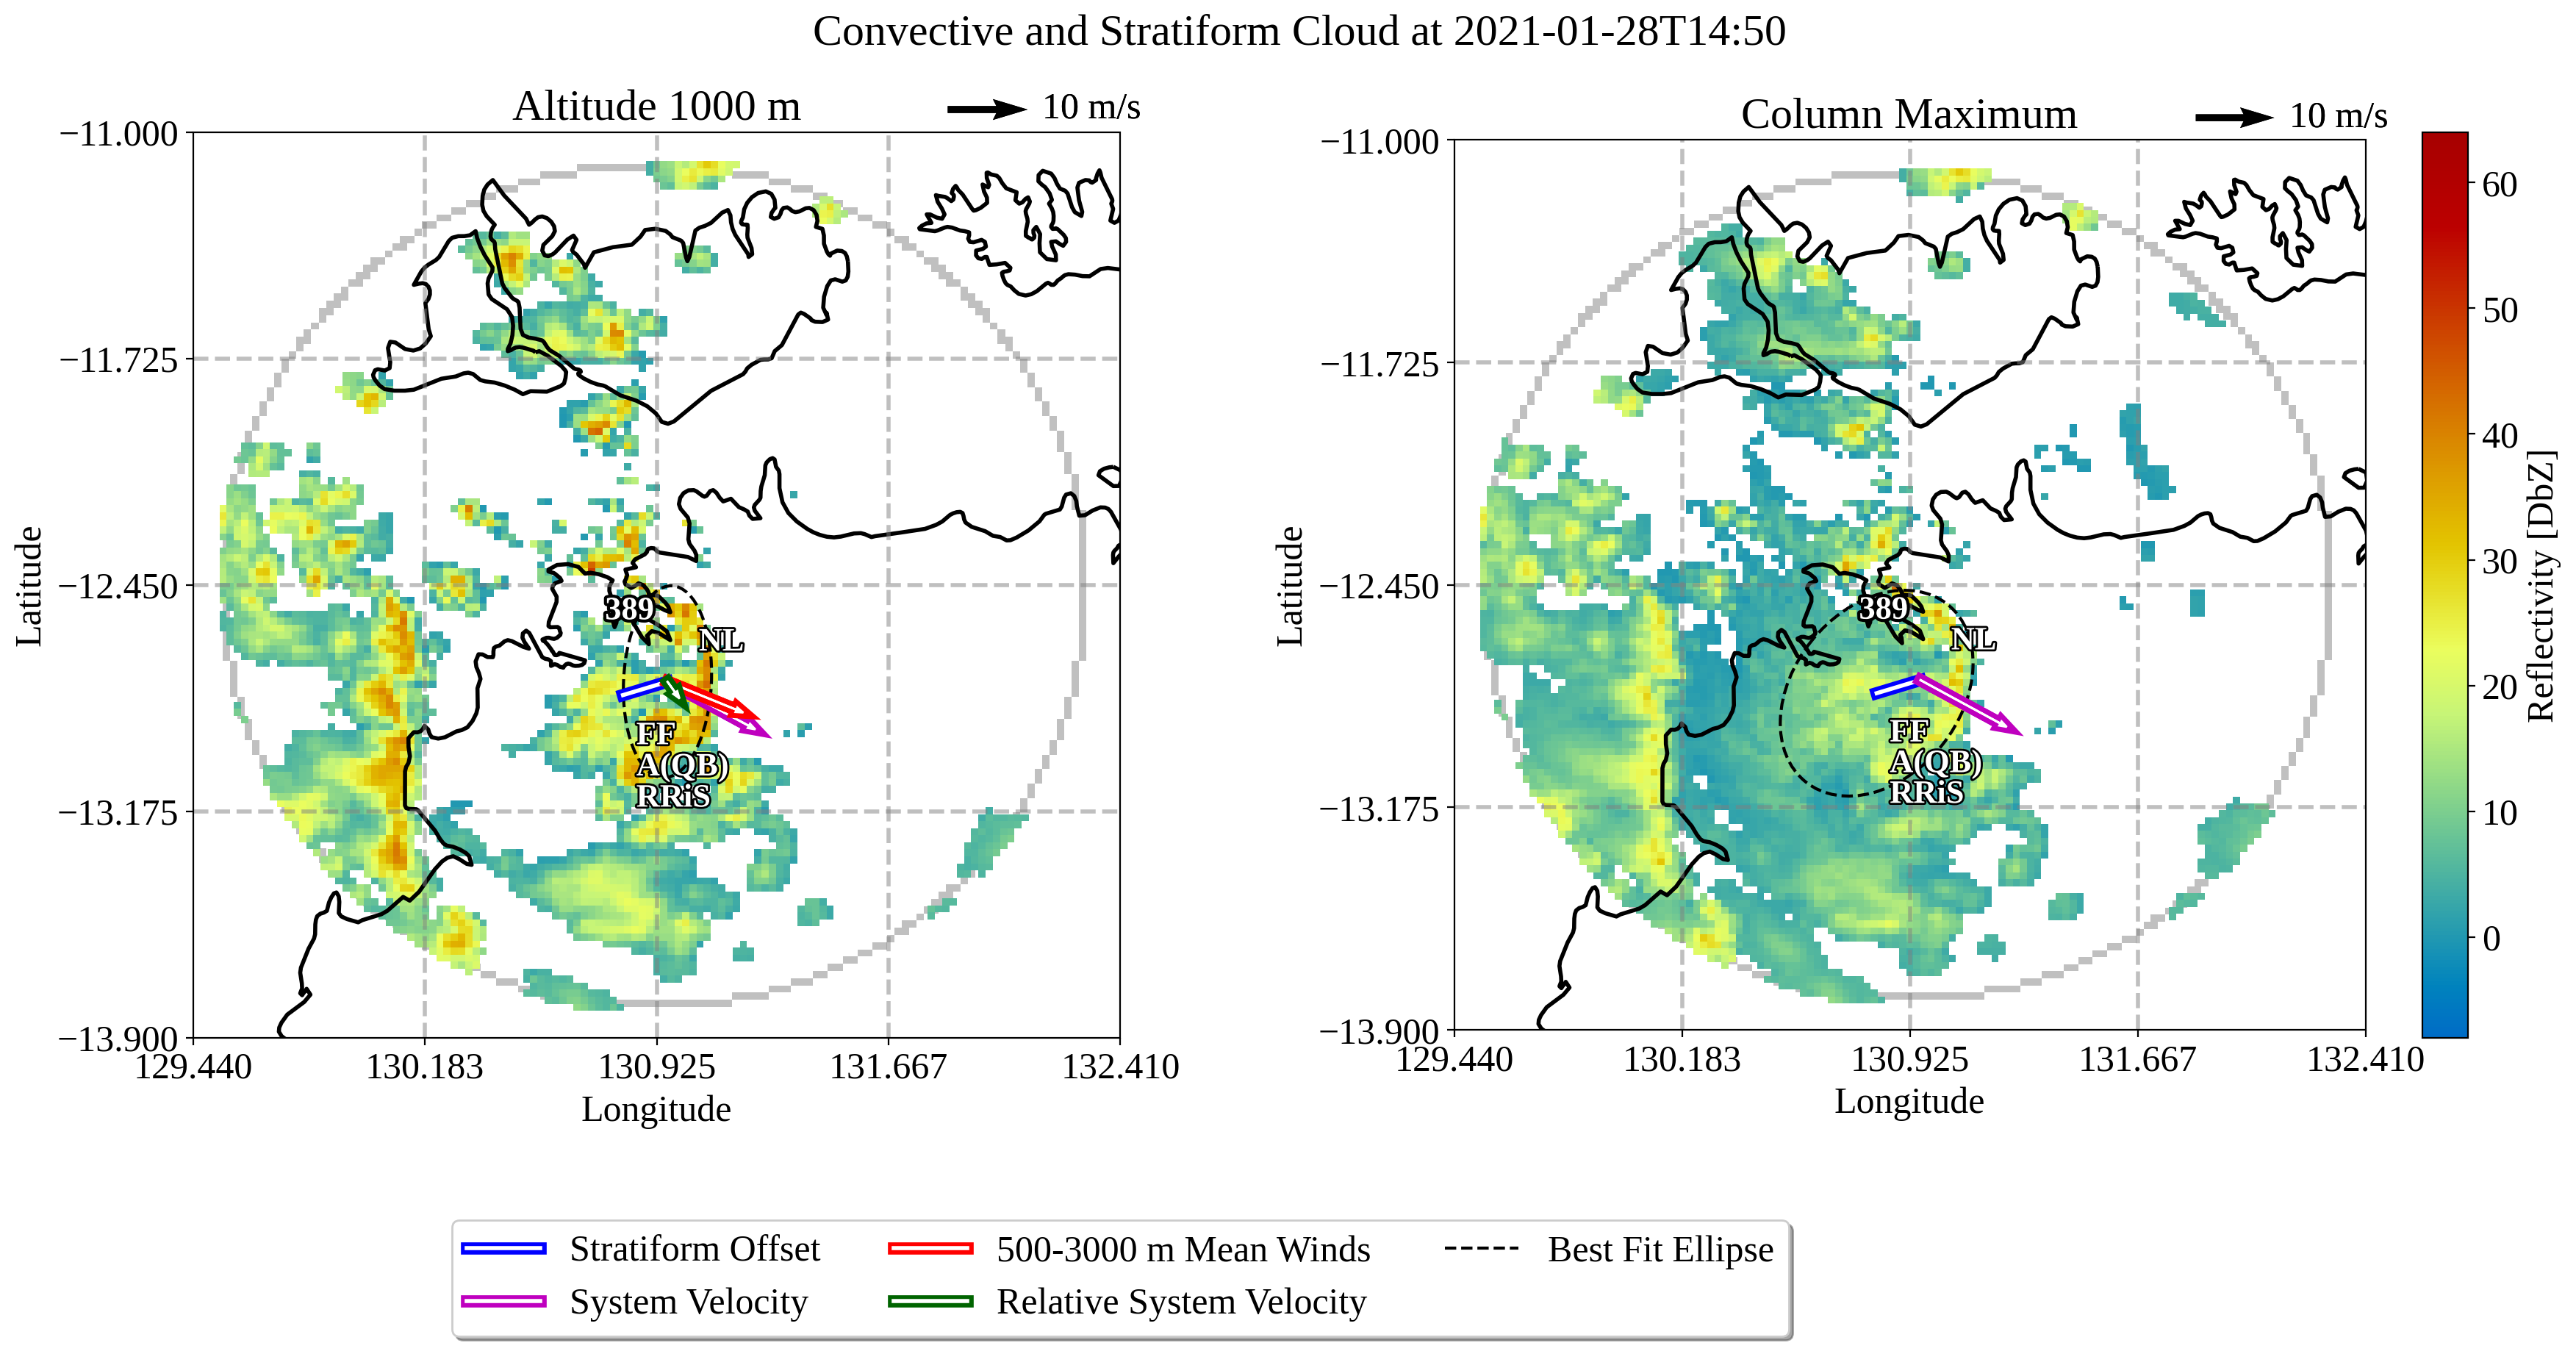 Convective and Stratiform Cloud at 2021-01-28T14:50
Altitude 1000 m
10 m/s
−11.000
−11.725
−12.450
−13.175
−13.900
Latitude
129.440
130.183
130.925
131.667
132.410
Longitude
389
NL
FF
A(QB)
RRiS
Column Maximum
10 m/s
−11.000
−11.725
−12.450
−13.175
−13.900
Latitude
129.440
130.183
130.925
131.667
132.410
Longitude
389
NL
FF
A(QB)
RRiS
60
50
40
30
20
10
0
Reflectivity [DbZ]
Stratiform Offset
System Velocity
500-3000 m Mean Winds
Relative System Velocity
Best Fit Ellipse